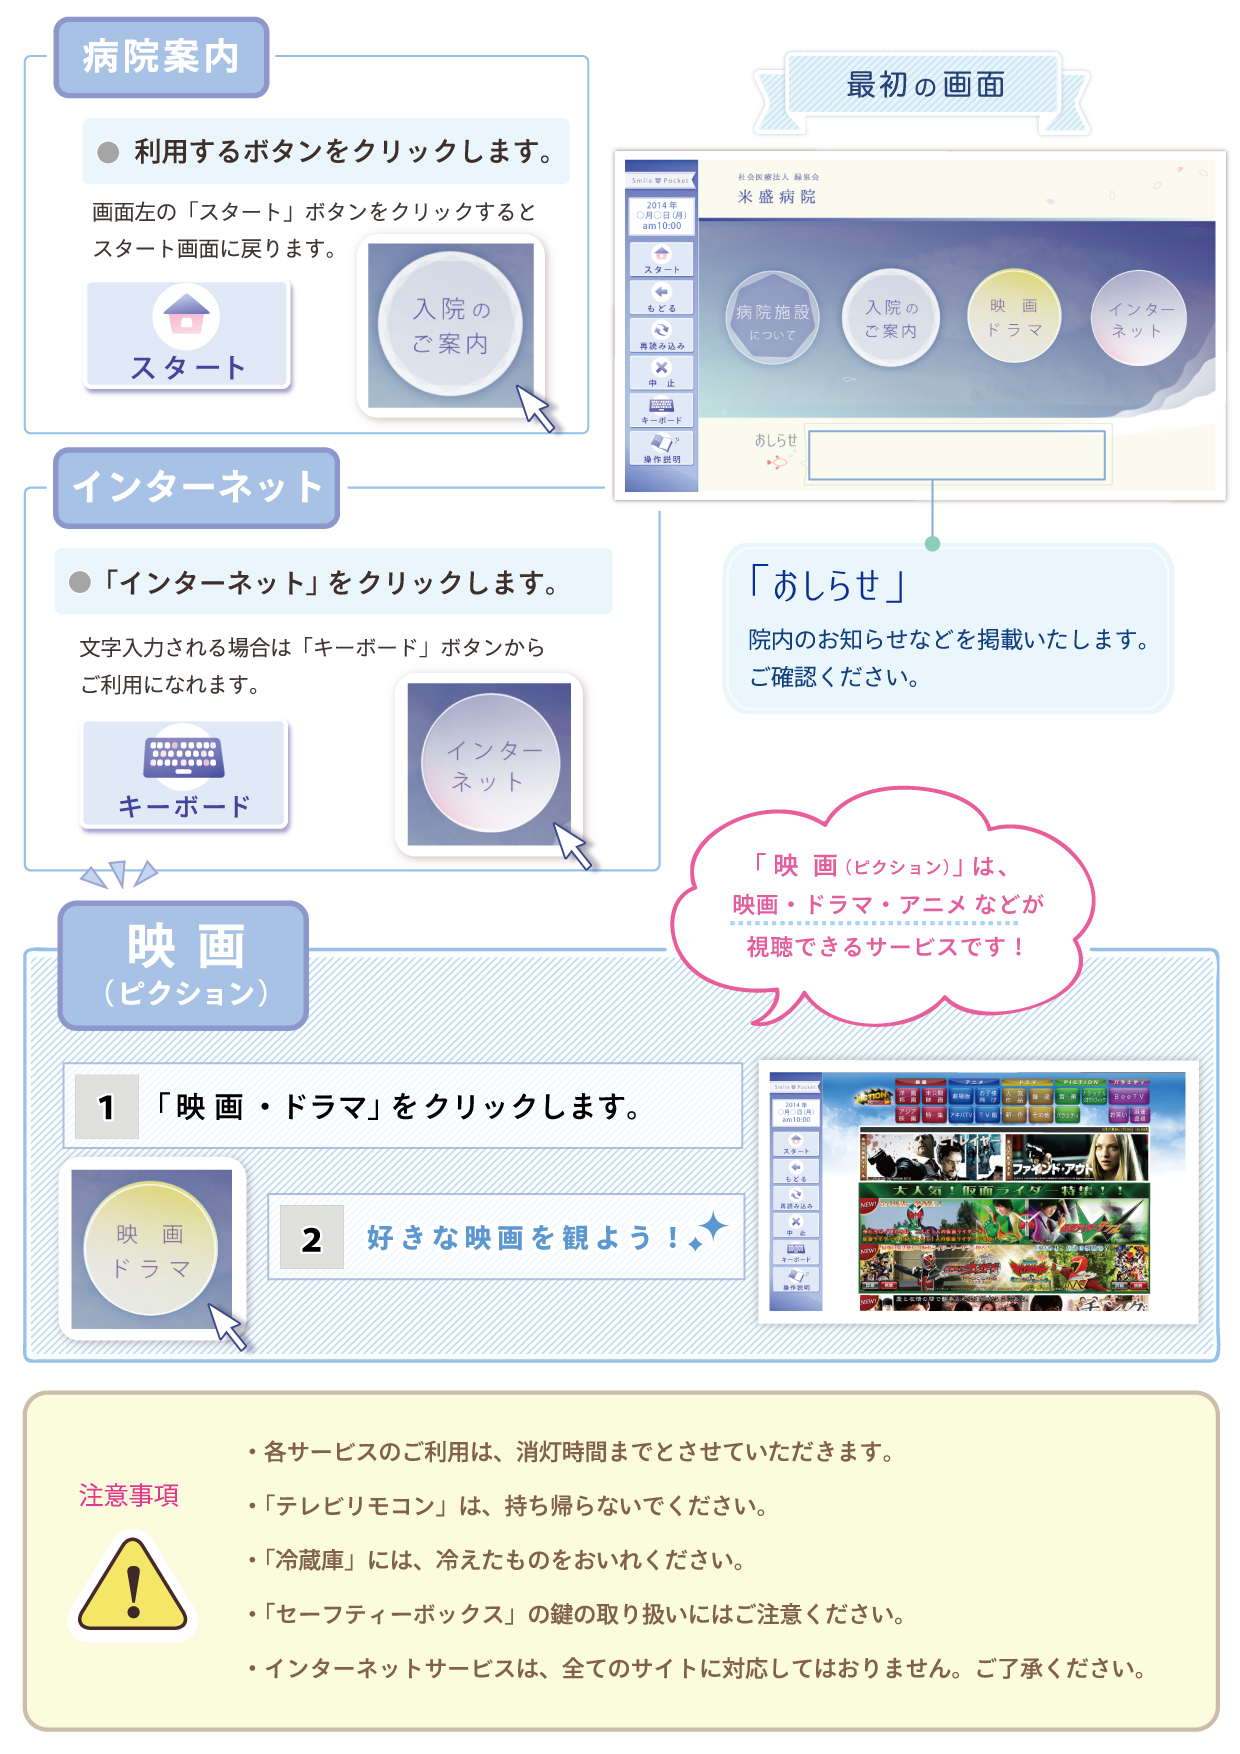 病院案内
● 利用するボタンをクリックします。
画面左の「スタート」ボタンをクリックすると
スタート画面に戻ります。
スタート
入院の
ご案内
最初の画面
Smile Pocket
2014年
○月○日(月)
am10:00
スタート
もどる
再読み込み
中 止
キーボード
操作説明
社会医療法人 緑泉会
米盛病院
病院施設
について
入院の
ご案内
映 画
ドラマ
インター
ネット
おしらせ
「おしらせ」
院内のお知らせなどを掲載いたします。
ご確認ください。
インターネット
●「インターネット」をクリックします。
文字入力される場合は「キーボード」ボタンから
ご利用になれます。
キーボード
インター
ネット
「映 画(ピクション)」は、
映画・ドラマ・アニメ などが
視聴できるサービスです！
映 画
（ピクション）
1 「映 画 ・ドラマ」をクリックします。
映 画
ドラマ
2 好きな映画を観よう！
Smile Pocket
2014年
○月○日(月)
am10:00
スタート
もどる
再読み込み
中 止
キーボード
操作説明
映画 アニメ ドラマ PICTION バラエティ
BeeTV
ファインド・アウト
大人気！仮面ライダー特集！！
NEW!
NEW!
NEW!
注意事項
・各サービスのご利用は、消灯時間までとさせていただきます。
・「テレビリモコン」は、持ち帰らないでください。
・「冷蔵庫」には、冷えたものをおいれください。
・「セーフティーボックス」の鍵の取り扱いにはご注意ください。
・インターネットサービスは、全てのサイトに対応してはおりません。ご了承ください。